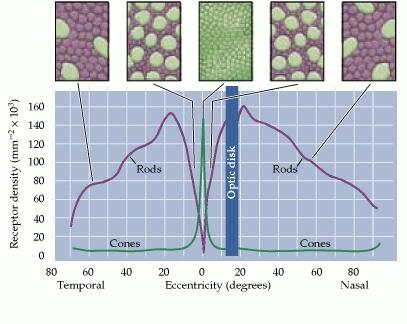 Receptor density (mm⁻² × 10³)
160
140
120
100
80
60
40
20
0
Rods
Rods
Optic disk
Cones
Cones
80 60 40 20 0 20 40 60 80
Temporal Eccentricity (degrees) Nasal